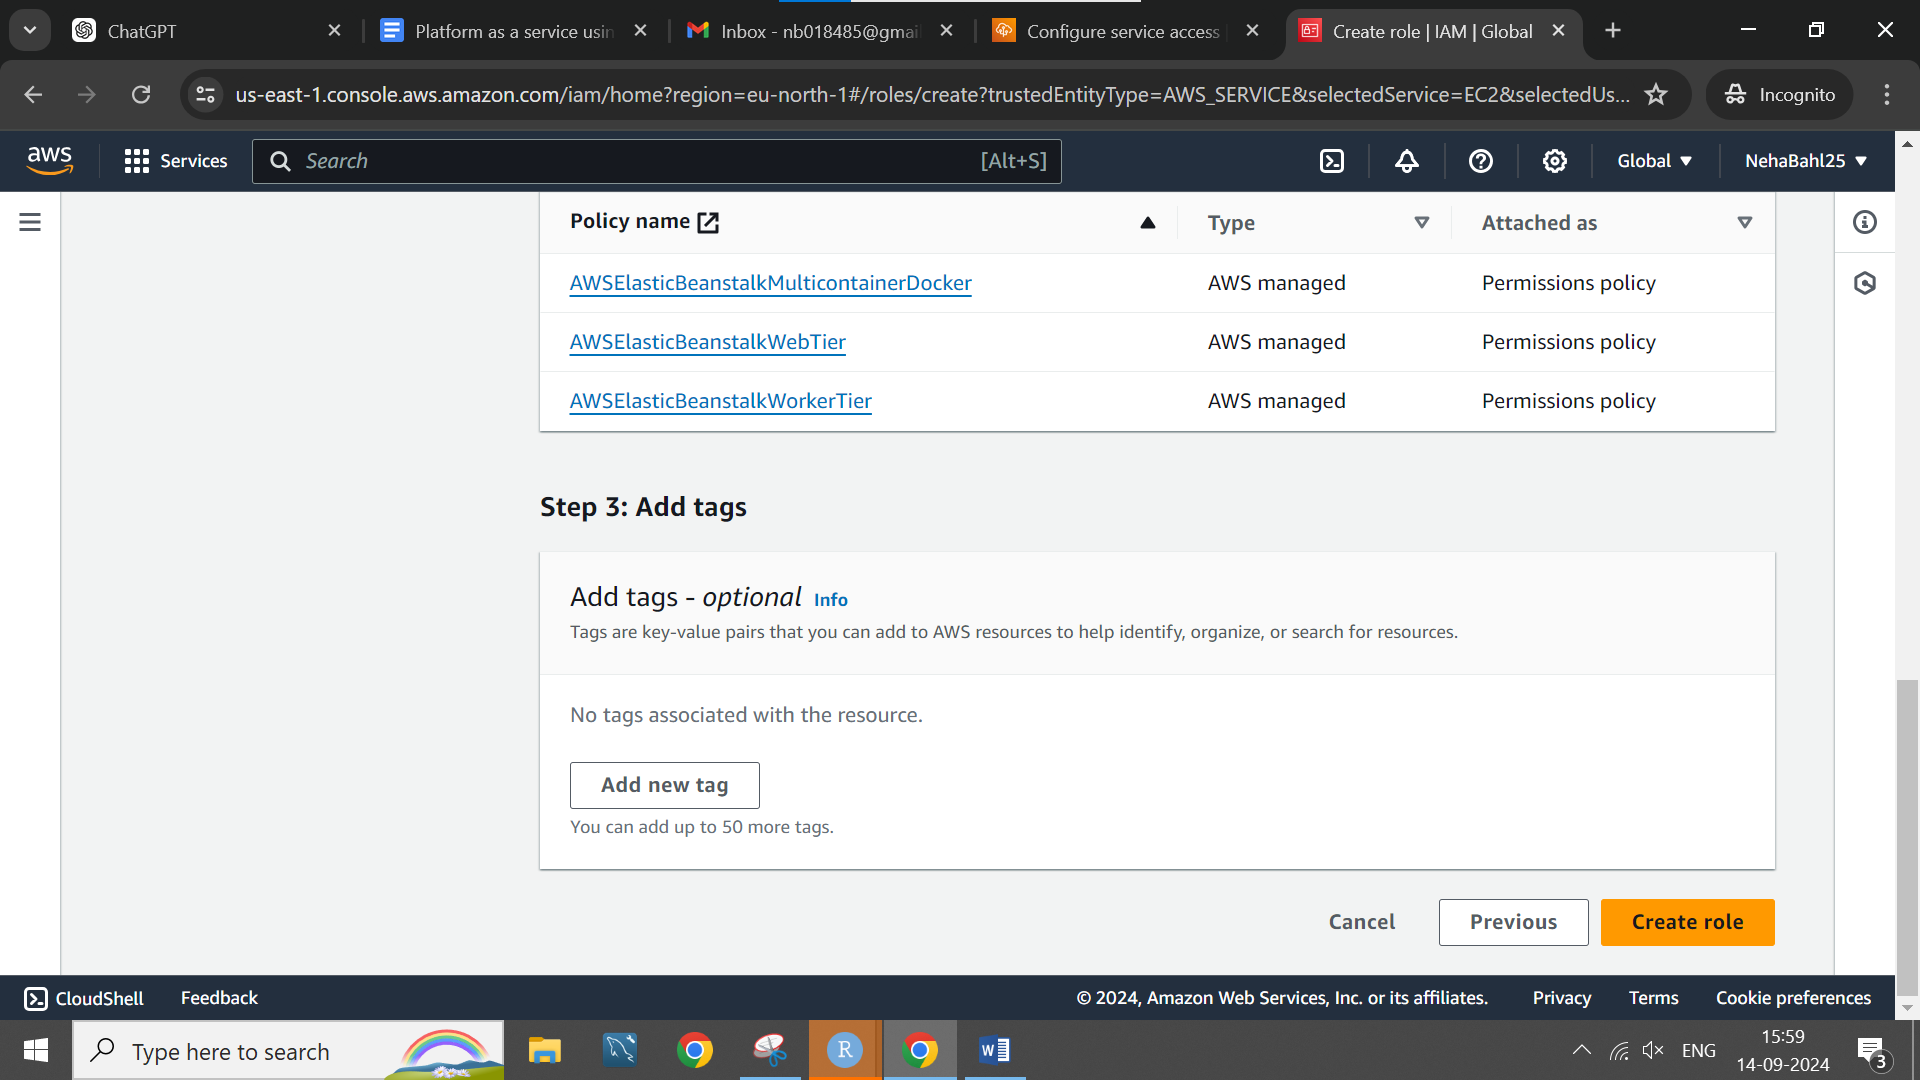 ChatGPT
Platform as a service usin
Inbox - nb018485@gmai
Configure service access
Create role | IAM | Global
us-east-1.console.aws.amazon.com/iam/home?region=eu-north-1#/roles/create?trustedEntityType=AWS_SERVICE&selectedService=EC2&selectedUs...
Incognito
aws
Services
Search
[Alt+S]
Global
NehaBahl25
Policy name
Type
Attached as
AWSElasticBeanstalkMulticontainerDocker
AWS managed
Permissions policy
AWSElasticBeanstalkWebTier
AWS managed
Permissions policy
AWSElasticBeanstalkWorkerTier
AWS managed
Permissions policy
Step 3: Add tags
Add tags - optional Info
Tags are key-value pairs that you can add to AWS resources to help identify, organize, or search for resources.
No tags associated with the resource.
Add new tag
You can add up to 50 more tags.
Cancel
Previous
Create role
CloudShell
Feedback
© 2024, Amazon Web Services, Inc. or its affiliates.
Privacy
Terms
Cookie preferences
Type here to search
R
W
ENG
15:59
14-09-2024
3